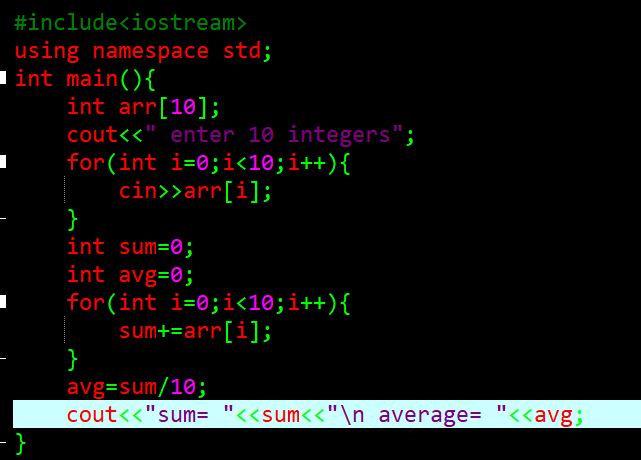 #include<iostream>
using namespace std;
int main(){
    int arr[10];
    cout<<" enter 10 integers";
    for(int i=0;i<10;i++){
        cin>>arr[i];
    }
    int sum=0;
    int avg=0;
    for(int i=0;i<10;i++){
        sum+=arr[i];
    }
    avg=sum/10;
    cout<<"sum= "<<sum<<"\n average= "<<avg;
}